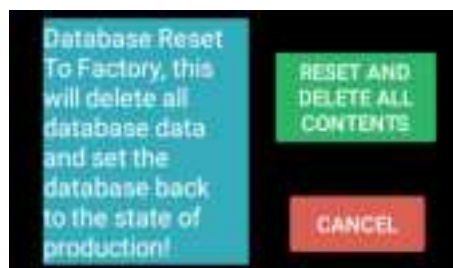 Database Reset
To Factory, this
will delete all
database data
and set the
database back
to the state of
production!
RESET AND
DELETE ALL
CONTENTS
CANCEL